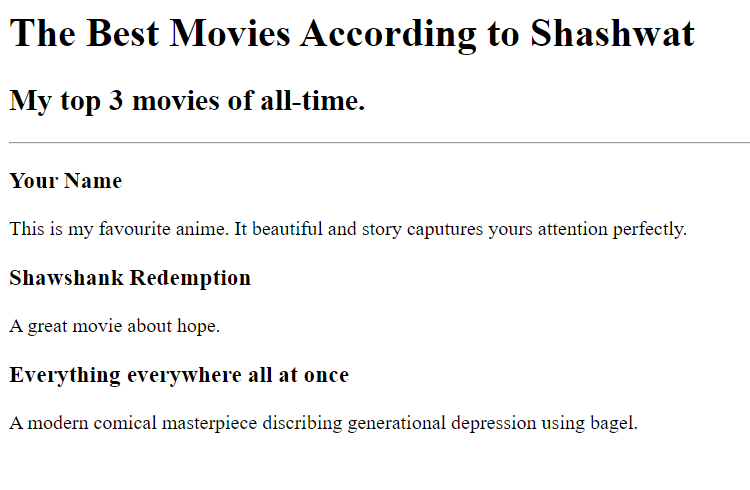 The Best Movies According to Shashwat
My top 3 movies of all-time.
Your Name
This is my favourite anime. It beautiful and story caputures yours attention perfectly.
Shawshank Redemption
A great movie about hope.
Everything everywhere all at once
A modern comical masterpiece discribing generational depression using bagel.